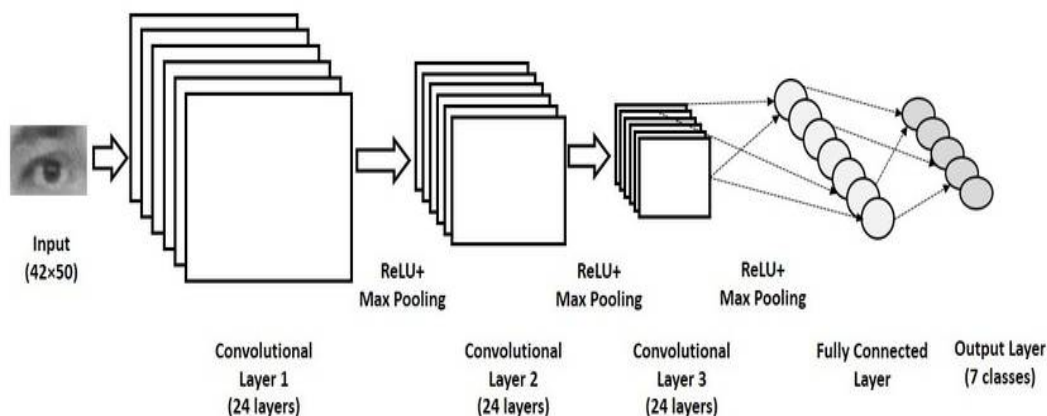 Input
(42×50)
ReLU+
Max Pooling
ReLU+
Max Pooling
ReLU+
Max Pooling
Convolutional
Layer 1
(24 layers)
Convolutional
Layer 2
(24 layers)
Convolutional
Layer 3
(24 layers)
Fully Connected
Layer
Output Layer
(7 classes)